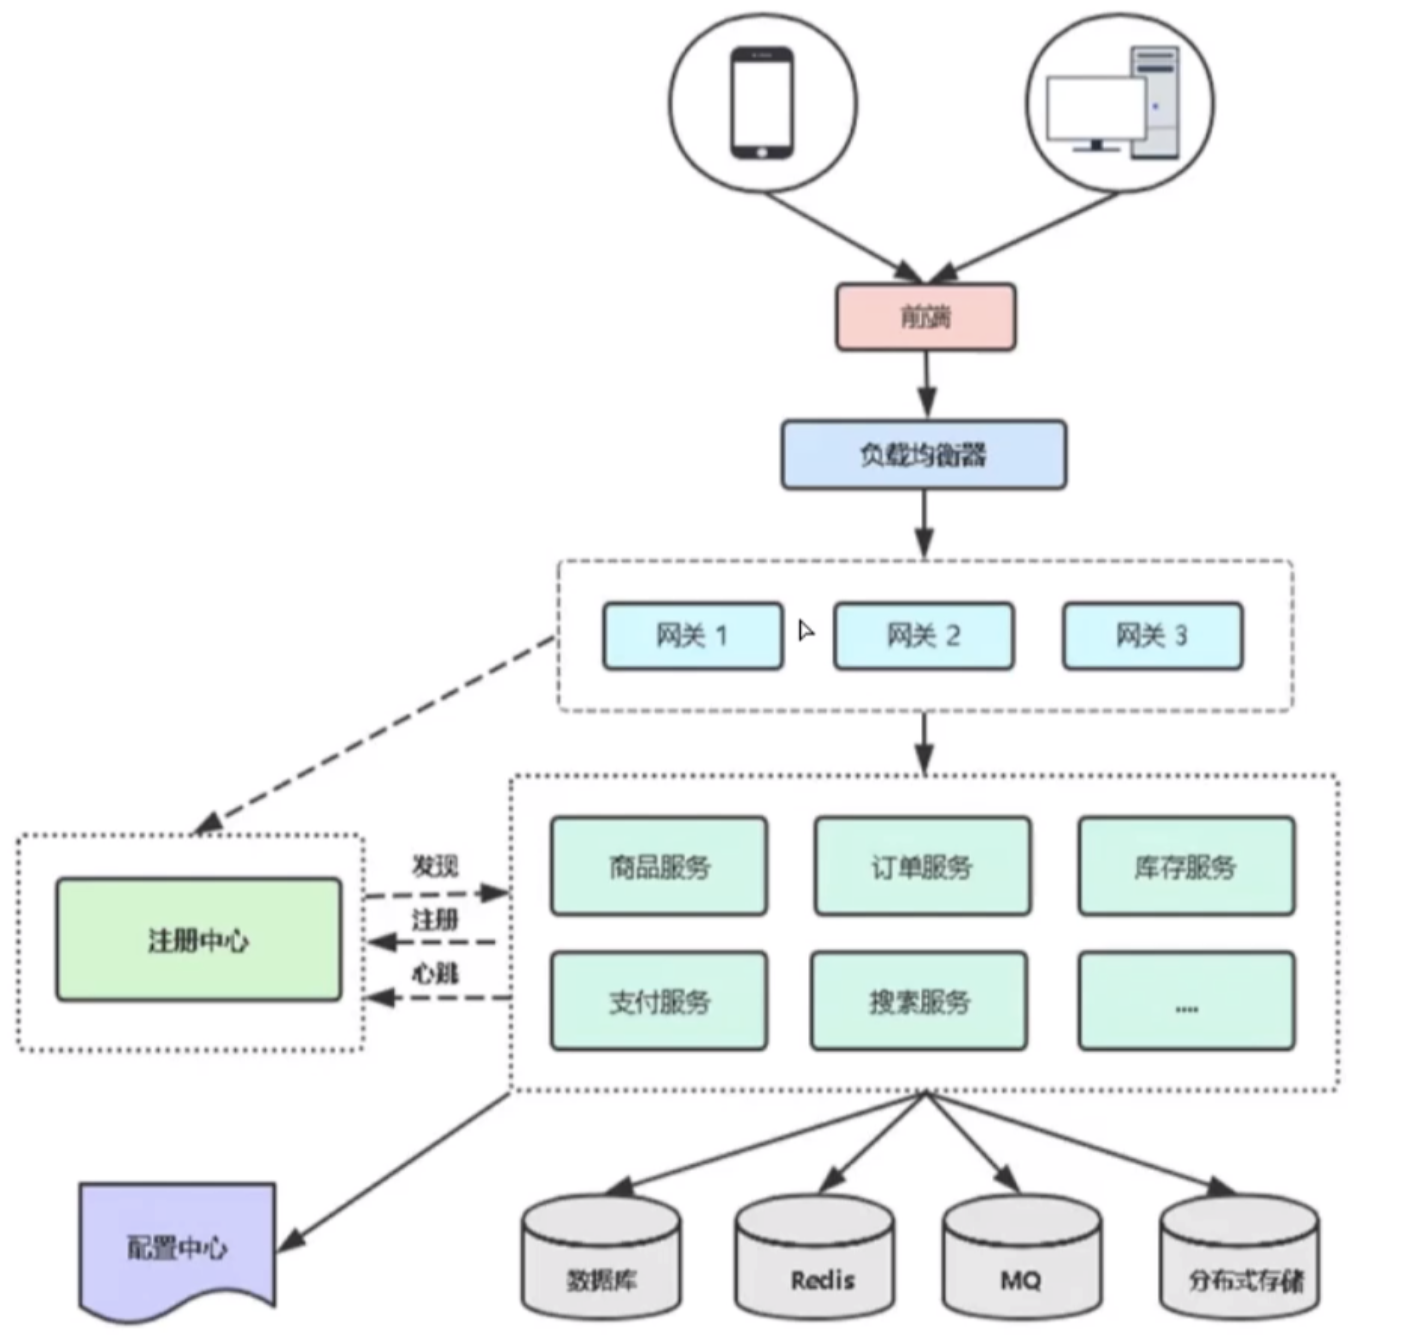 前端
负载均衡器
网关 1
网关 2
网关 3
发现
注册
心跳
注册中心
商品服务
订单服务
库存服务
支付服务
搜索服务
....
配置中心
数据库
Redis
MQ
分布式存储